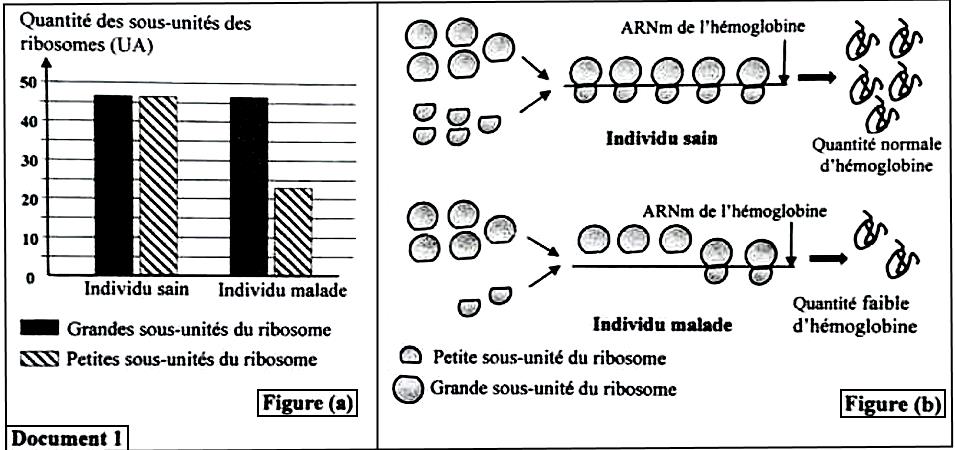 Quantité des sous-unités des
ribosomes (UA)
50
40
30
20
10
0
Individu sain
Individu malade
Grandes sous-unités du ribosome
Petites sous-unités du ribosome
Figure (a)
Document 1
ARNm de l'hémoglobine
Individu sain
Quantité normale
d'hémoglobine
ARNm de l'hémoglobine
Individu malade
Quantité faible
d'hémoglobine
Petite sous-unité du ribosome
Grande sous-unité du ribosome
Figure (b)